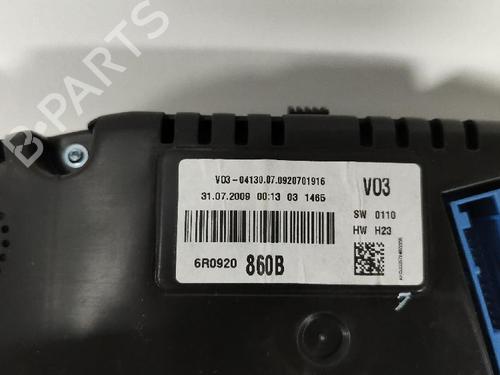 V03-04130.07.0920701916
V03
31.07.2009 00:13 03 1465
SW 0110
HW H23
6R0920 860B
7
B-PARTS